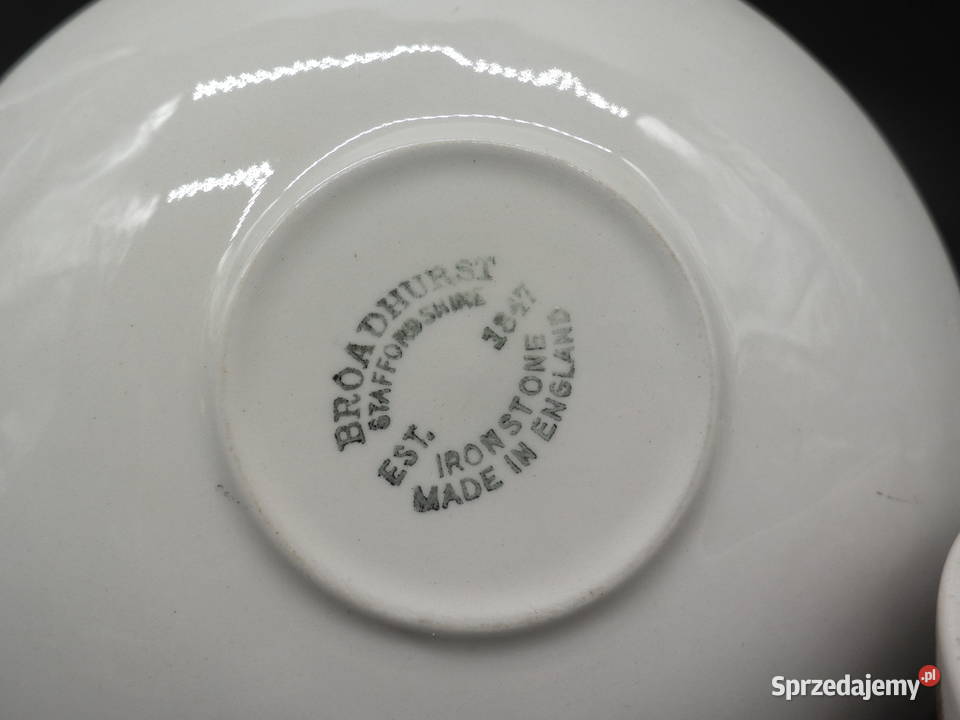 BROADHURST
STAFFORDSHIRE
EST. 1847
IRONSTONE
MADE IN ENGLAND
Sprzedajemy.pl